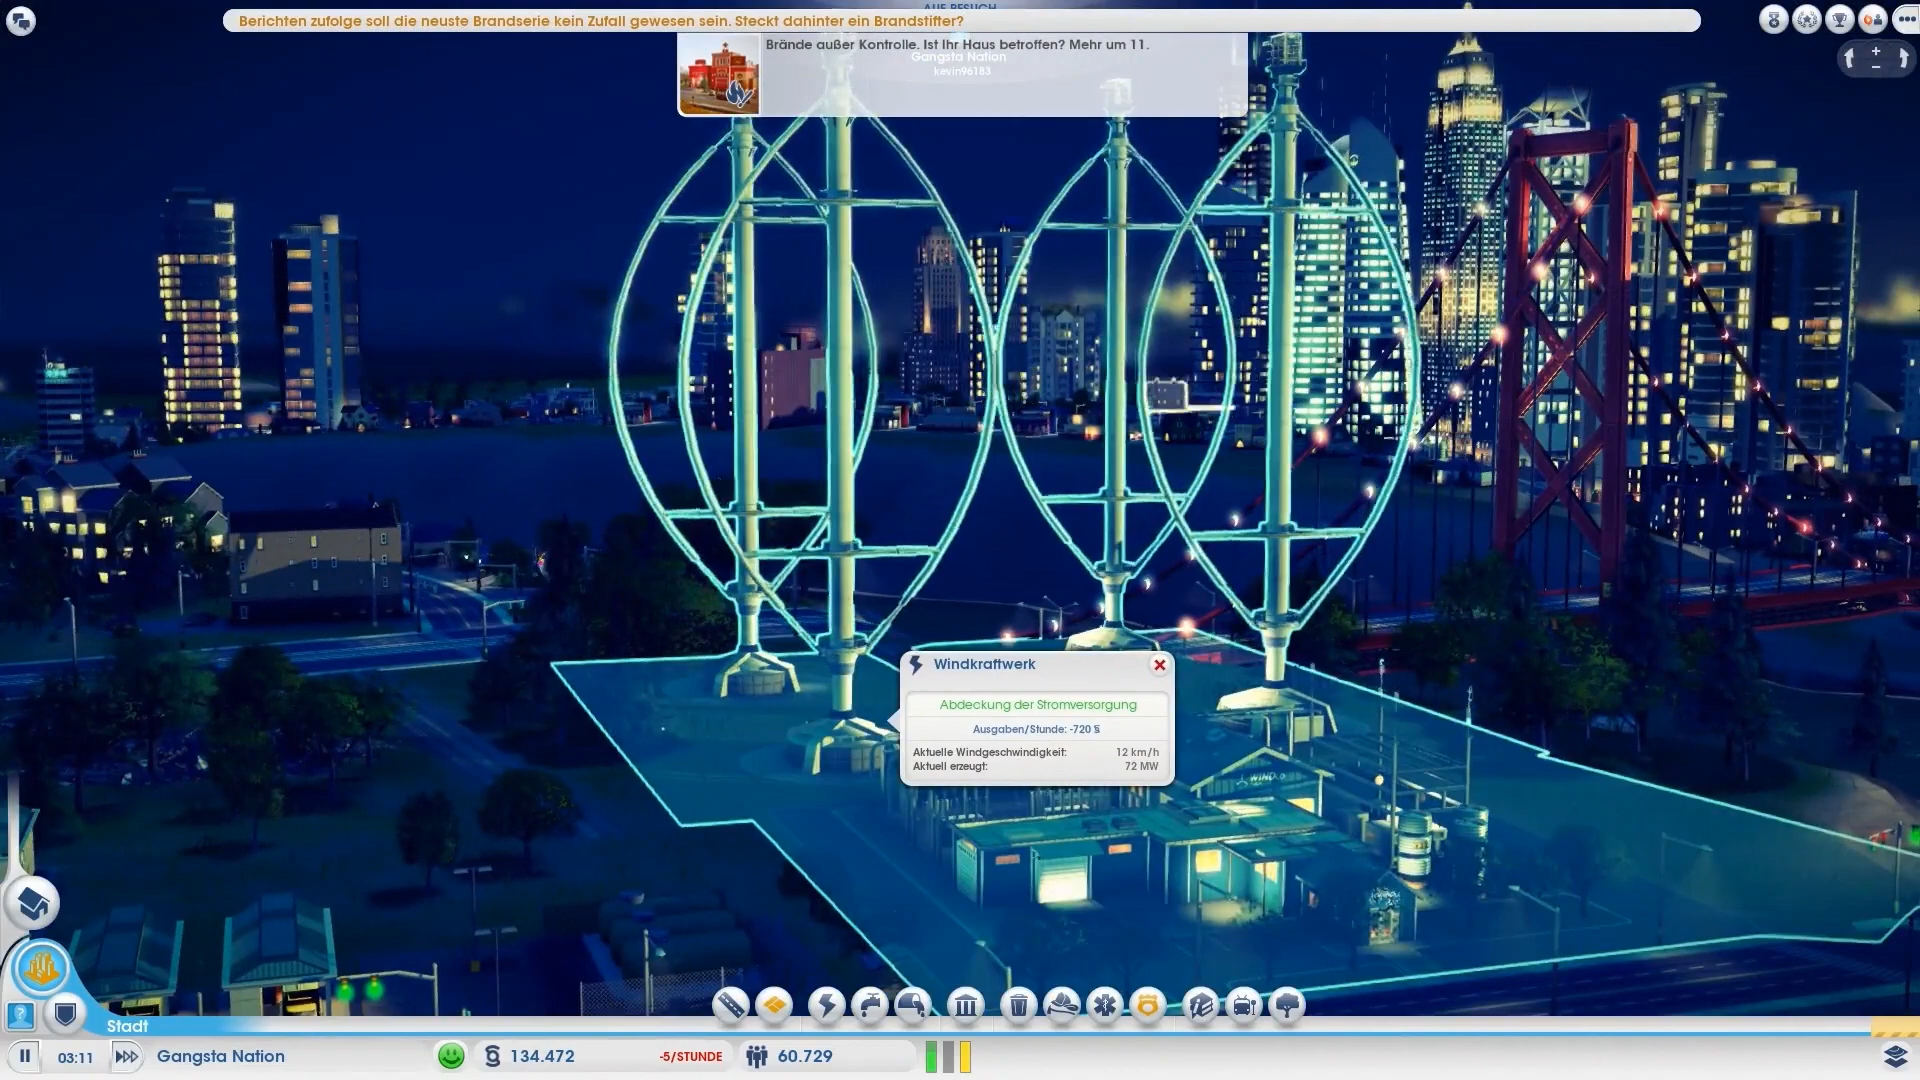 AUF BESUCH
Berichten zufolge soll die neuste Brandserie kein Zufall gewesen sein. Steckt dahinter ein Brandstifter?
Brände außer Kontrolle. Ist Ihr Haus betroffen? Mehr um 11.
Gangsta Nation
kevin96183
Windkraftwerk
Abdeckung der Stromversorgung
Ausgaben/Stunde: -720 §
Aktuelle Windgeschwindigkeit: 12 km/h
Aktuell erzeugt: 72 MW
Stadt
03:11 Gangsta Nation 134.472 -5/STUNDE 60.729